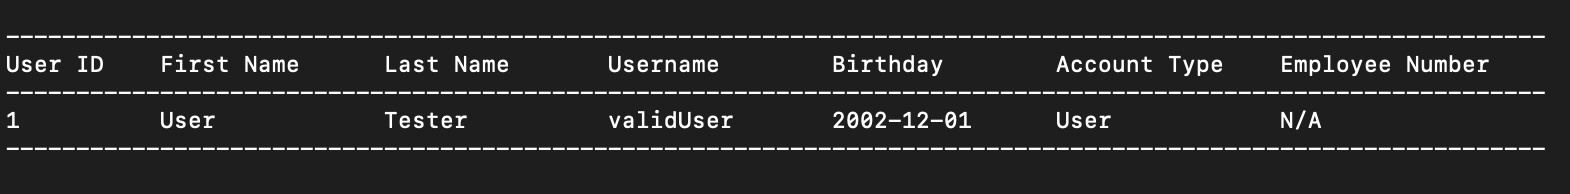 --------------------------------------------------------------------------------------------------------------
User ID    First Name      Last Name       Username        Birthday        Account Type    Employee Number
--------------------------------------------------------------------------------------------------------------
1          User            Tester          validUser       2002-12-01      User            N/A
--------------------------------------------------------------------------------------------------------------